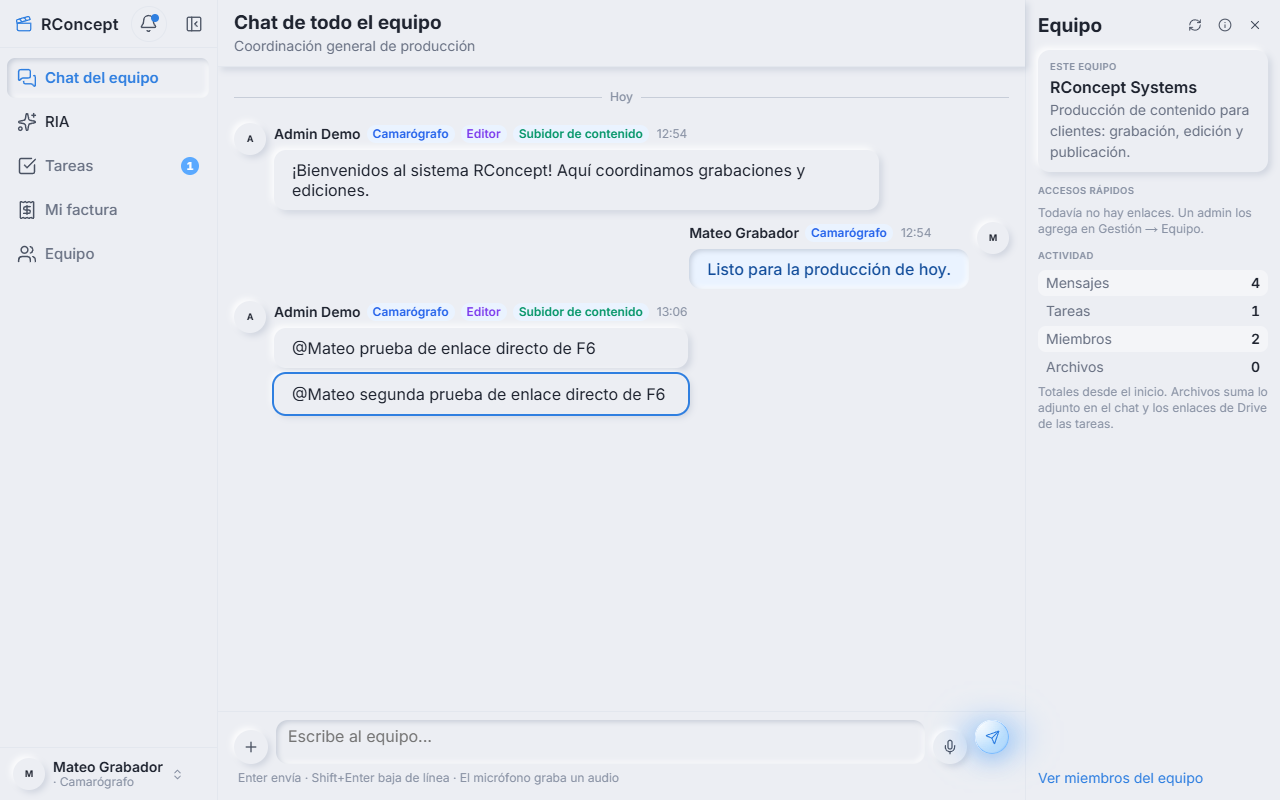 RConcept
Chat del equipo
RIA
Tareas
1
Mi factura
Equipo
M
Mateo Grabador
· Camarógrafo
Chat de todo el equipo
Coordinación general de producción
Hoy
A
Admin Demo Camarógrafo Editor Subidor de contenido 12:54
¡Bienvenidos al sistema RConcept! Aquí coordinamos grabaciones y
ediciones.
Mateo Grabador Camarógrafo 12:54
M
Listo para la producción de hoy.
A
Admin Demo Camarógrafo Editor Subidor de contenido 13:06
@Mateo prueba de enlace directo de F6
@Mateo segunda prueba de enlace directo de F6
Escribe al equipo...
Enter envía · Shift+Enter baja de línea · El micrófono graba un audio
Equipo
ESTE EQUIPO
RConcept Systems
Producción de contenido para
clientes: grabación, edición y
publicación.
ACCESOS RÁPIDOS
Todavía no hay enlaces. Un admin los
agrega en Gestión → Equipo.
ACTIVIDAD
Mensajes 4
Tareas 1
Miembros 2
Archivos 0
Totales desde el inicio. Archivos suma lo
adjunto en el chat y los enlaces de Drive
de las tareas.
Ver miembros del equipo